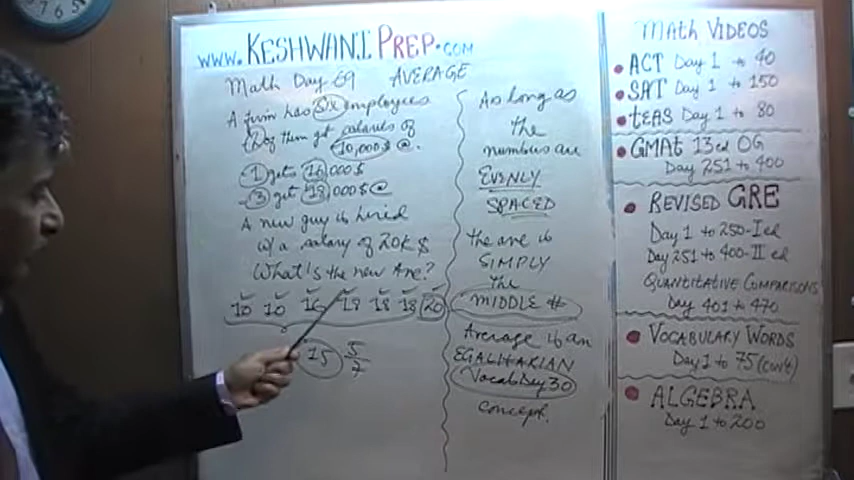 www.KESHWANIPREP.com
Math Day 69 AVERAGE
A firm has Six employees
2 of them get salaries of
10,000$ @.
1 gets 16,000 $
3 get 18,000 $ @
A new guy is hired
w/ a salary of 20K $
What's the new Ave?
10 10 16 18 18 18 20
15 5/7
As long as
the
numbers are
EVENLY
SPACED
the ave is
SIMPLY
the
"MIDDLE #
Average is an
EGALITARIAN
Vocab Day 30
concept.
Math VIDEOS
ACT Day 1 to 40
SAT Day 1 to 150
tEAS Day 1 to 80
GMAt 13 ed OG
Day 251 to 400
REVISED GRE
Day 1 to 250-I ed
Day 251 to 400-II ed
QUANTITATIVE COMPARISONS
Day 401 to 470
VOCABULARY WORDS
Day 1 to 75 (con't)
ALGEBRA
Day 1 to 200